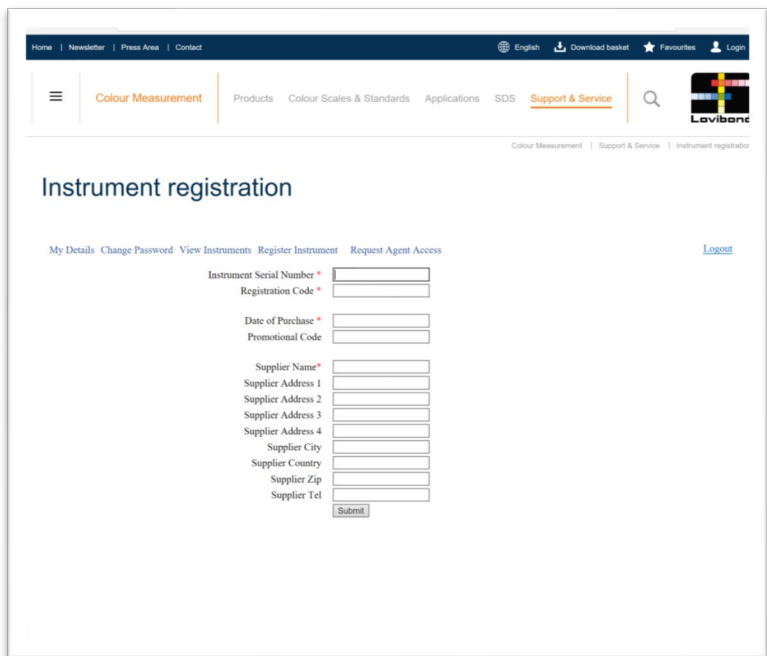 Home | Newsletter | Press Area | Contact English Download basket Favourites Login
Colour Measurement Products Colour Scales & Standards Applications SDS Support & Service
Lovibond
Colour Measurement | Support & Service | Instrument registration
Instrument registration
My Details Change Password View Instruments Register Instrument Request Agent Access Logout
Instrument Serial Number *
Registration Code *
Date of Purchase *
Promotional Code
Supplier Name*
Supplier Address 1
Supplier Address 2
Supplier Address 3
Supplier Address 4
Supplier City
Supplier Country
Supplier Zip
Supplier Tel
Submit